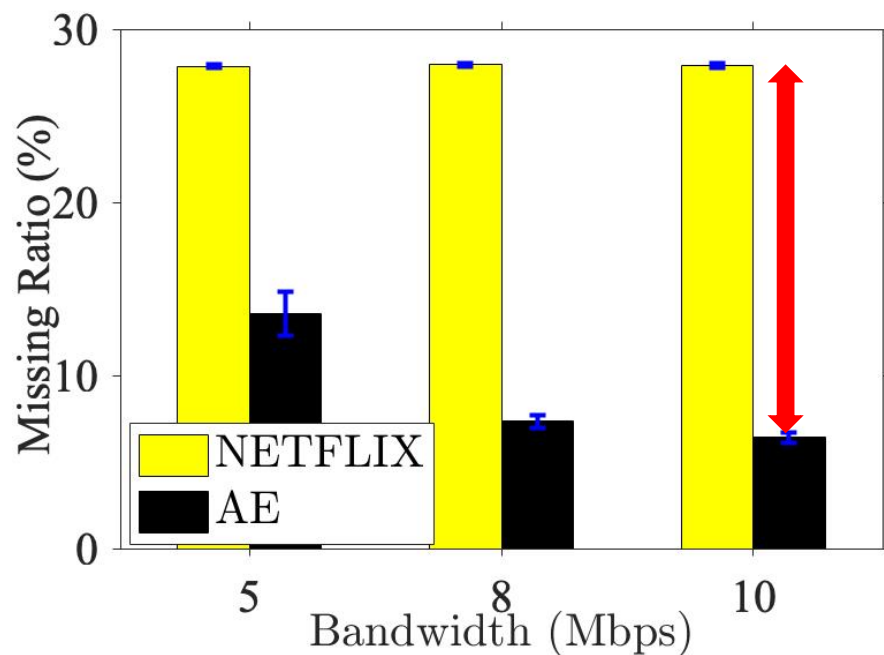 Missing Ratio (%)
30
20
10
0
NETFLIX
AE
5 8 10
Bandwidth (Mbps)